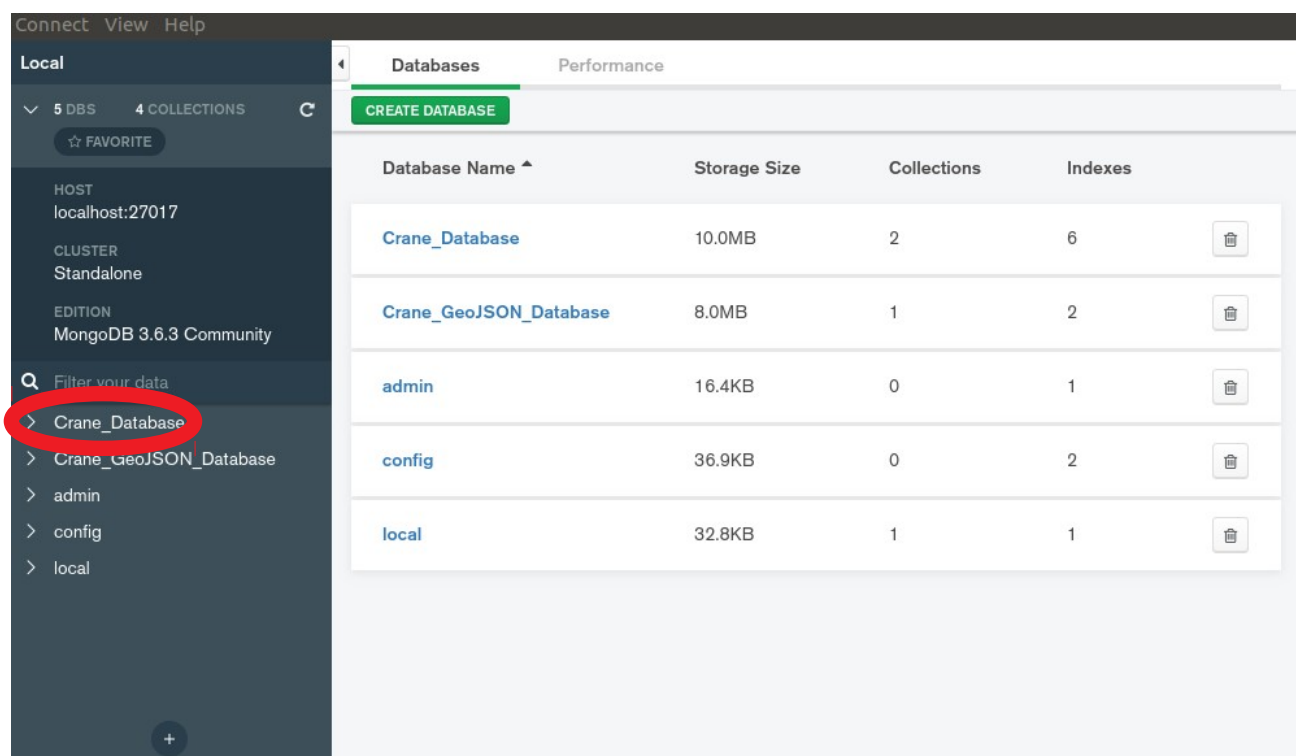 Connect View Help
Local
5 DBS 4 COLLECTIONS
FAVORITE
HOST
localhost:27017
CLUSTER
Standalone
EDITION
MongoDB 3.6.3 Community
Filter your data
Crane_Database
Crane_GeoJSON_Database
admin
config
local
Databases Performance
CREATE DATABASE
Database Name Storage Size Collections Indexes
Crane_Database 10.0MB 2 6
Crane_GeoJSON_Database 8.0MB 1 2
admin 16.4KB 0 1
config 36.9KB 0 2
local 32.8KB 1 1